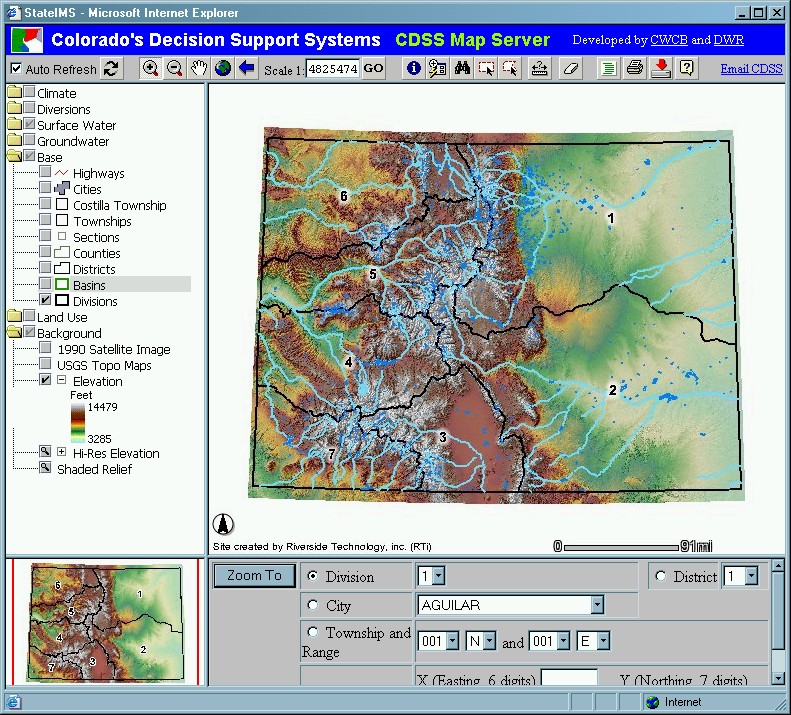 StateIMS - Microsoft Internet Explorer
Colorado's Decision Support Systems CDSS Map Server Developed by CWCB and DWR
Auto Refresh Scale 1: 4825474 GO Email CDSS
Climate
Diversions
Surface Water
Groundwater
Base
Highways
Cities
Costilla Township
Townships
Sections
Counties
Districts
Basins
Divisions
Land Use
Background
1990 Satellite Image
USGS Topo Maps
Elevation
Feet
14479
3285
Hi-Res Elevation
Shaded Relief
6
1
5
4
2
3
7
Site created by Riverside Technology, inc. (RTi)
0 91mi
6
1
5
4
2
3
7
Zoom To Division 1 District 1
City AGUILAR
Township and Range 001 N and 001 E
X (Easting, 6 digits) Y (Northing, 7 digits)
Internet